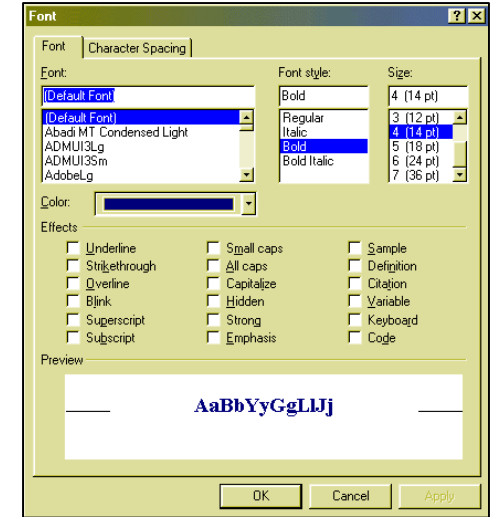 Font
Font Character Spacing
Font: Font style: Size:
(Default Font) Bold 4 (14 pt)
(Default Font) Regular 3 (12 pt)
Abadi MT Condensed Light Italic 4 (14 pt)
ADMUI3Lg Bold 5 (18 pt)
ADMUI3Sm Bold Italic 6 (24 pt)
AdobeLg 7 (36 pt)
Color:
Effects
Underline Small caps Sample
Strikethrough All caps Definition
Overline Capitalize Citation
Blink Hidden Variable
Superscript Strong Keyboard
Subscript Emphasis Code
Preview
AaBbYyGgLlJj
OK Cancel Apply